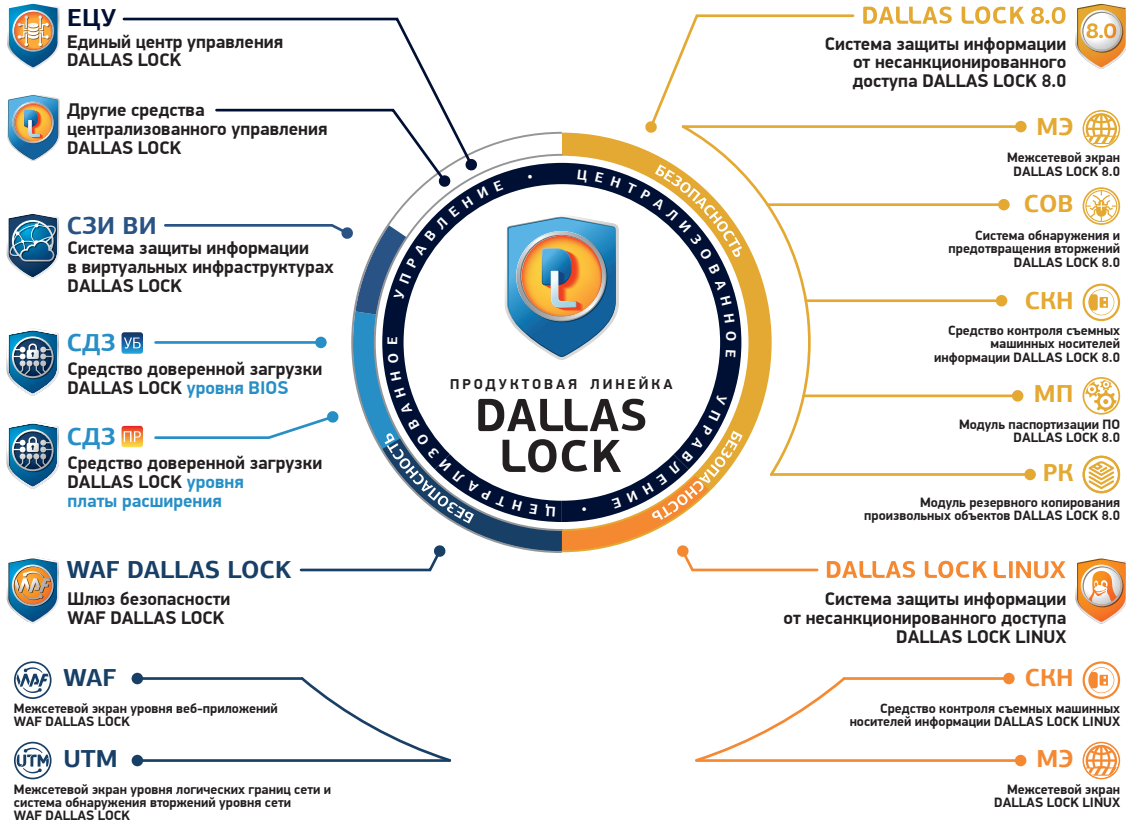 ЕЦУ
Единый центр управления
DALLAS LOCK
Другие средства
централизованного управления
DALLAS LOCK
СЗИ ВИ
Система защиты информации
в виртуальных инфраструктурах
DALLAS LOCK
СДЗ УБ
Средство доверенной загрузки
DALLAS LOCK уровня BIOS
СДЗ ПР
Средство доверенной загрузки
DALLAS LOCK уровня
платы расширения
WAF
WAF DALLAS LOCK
Шлюз безопасности
WAF DALLAS LOCK
WAF
WAF
Межсетевой экран уровня веб-приложений
WAF DALLAS LOCK
UTM
UTM
Межсетевой экран уровня логических границ сети и
система обнаружения вторжений уровня сети
WAF DALLAS LOCK
ЦЕНТРАЛИЗОВАННОЕ УПРАВЛЕНИЕ •
ЦЕНТРАЛИЗОВАННОЕ УПРАВЛЕНИЕ •
БЕЗОПАСНОСТЬ
БЕЗОПАСНОСТЬ
БЕЗОПАСНОСТЬ
DL
DL
ПРОДУКТОВАЯ ЛИНЕЙКА
DALLAS
LOCK
DALLAS LOCK 8.0
8.0
Система защиты информации
от несанкционированного
доступа DALLAS LOCK 8.0
МЭ
Межсетевой экран
DALLAS LOCK 8.0
СОВ
Система обнаружения и
предотвращения вторжений
DALLAS LOCK 8.0
СКН
Средство контроля съемных
машинных носителей
информации DALLAS LOCK 8.0
МП
Модуль паспортизации ПО
DALLAS LOCK 8.0
РК
Модуль резервного копирования
произвольных объектов DALLAS LOCK 8.0
DALLAS LOCK LINUX
Система защиты информации
от несанкционированного доступа
DALLAS LOCK LINUX
СКН
Средство контроля съемных машинных
носителей информации DALLAS LOCK LINUX
МЭ
Межсетевой экран
DALLAS LOCK LINUX